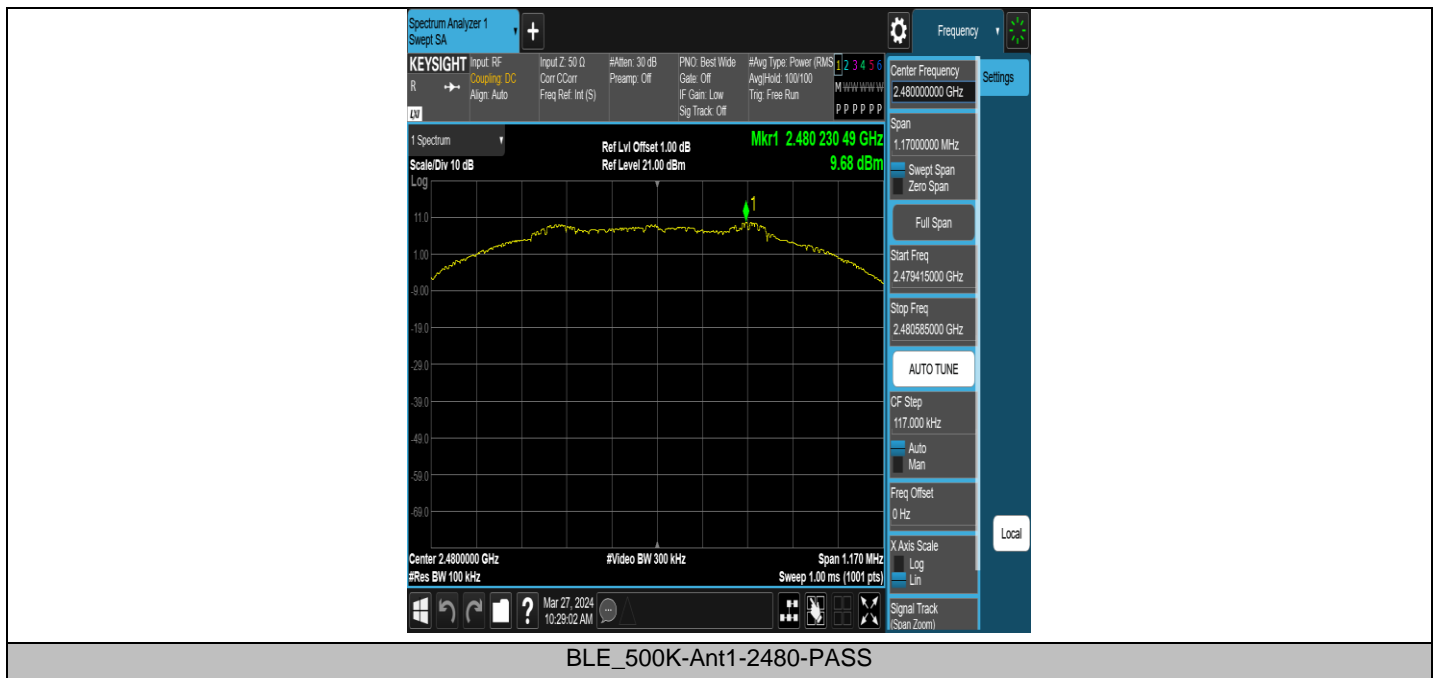 Spectrum Analyzer 1
Swept SA
+
Frequency
KEYSIGHT
R
LXI
Input: RF
Coupling: DC
Align: Auto
Input Z: 50 Ω
Corr CCorr
Freq Ref: Int (S)
#Atten: 30 dB
Preamp: Off
PNO: Best Wide
Gate: Off
IF Gain: Low
Sig Track: Off
#Avg Type: Power (RMS
Avg|Hold: 100/100
Trig: Free Run
1 2 3 4 5 6
M W W W W W
P P P P P P
1 Spectrum
Scale/Div 10 dB
Ref Lvl Offset 1.00 dB
Ref Level 21.00 dBm
Mkr1 2.480 230 49 GHz
9.68 dBm
Log
1
11.0
1.00
-9.00
-19.0
-29.0
-39.0
-49.0
-59.0
-69.0
Center 2.4800000 GHz
#Res BW 100 kHz
#Video BW 300 kHz
Span 1.170 MHz
Sweep 1.00 ms (1001 pts)
Center Frequency
2.480000000 GHz
Settings
Span
1.17000000 MHz
Swept Span
Zero Span
Full Span
Start Freq
2.479415000 GHz
Stop Freq
2.480585000 GHz
AUTO TUNE
CF Step
117.000 kHz
Auto
Man
Freq Offset
0 Hz
X Axis Scale
Log
Lin
Signal Track
(Span Zoom)
Local
?
Mar 27, 2024
10:29:02 AM
BLE_500K-Ant1-2480-PASS